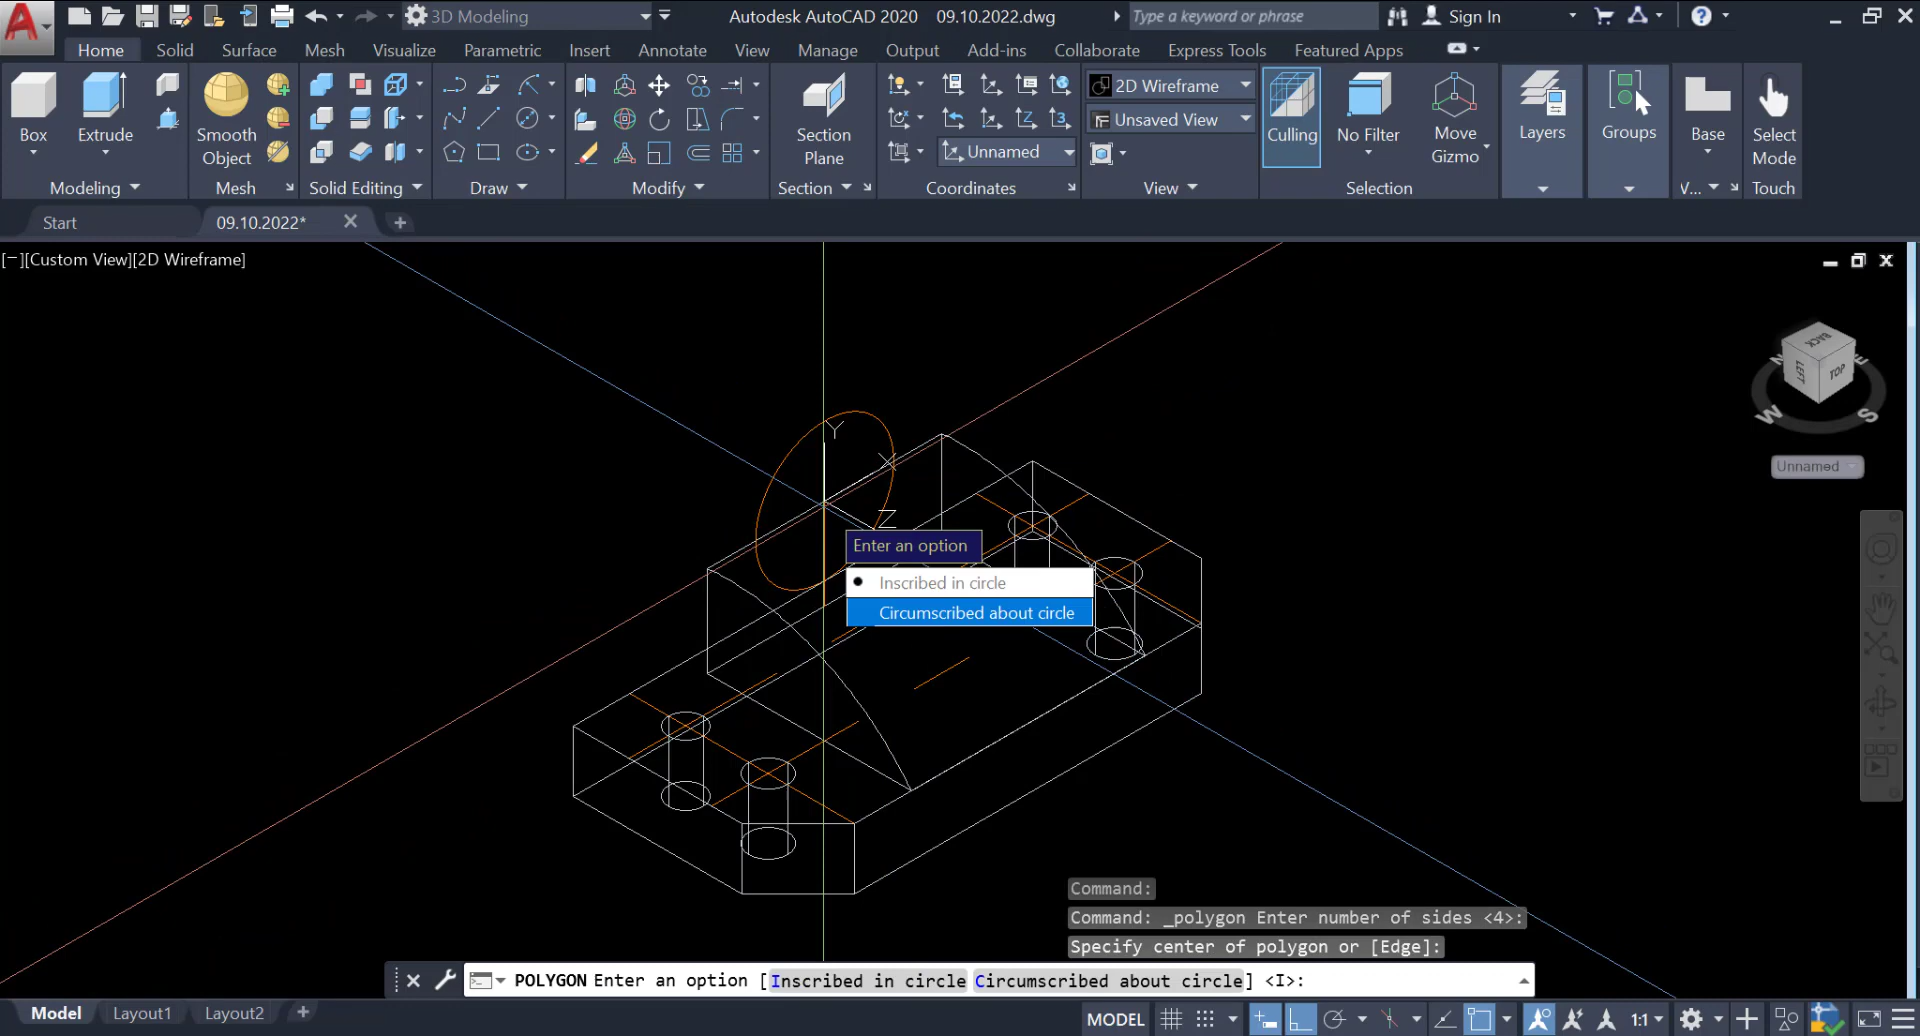 3D Modeling
Autodesk AutoCAD 2020 09.10.2022.dwg
Type a keyword or phrase
Sign In
Home Solid Surface Mesh Visualize Parametric Insert Annotate View Manage Output Add-ins Collaborate Express Tools Featured Apps
Box
Extrude
Smooth
Object
Section
Plane
Unnamed
2D Wireframe
Unsaved View
Culling
No Filter
Move
Gizmo
Layers
Groups
Base
Select
Mode
Modeling Mesh Solid Editing Draw Modify Section Coordinates View Selection V... Touch
Start 09.10.2022*
[−][Custom View][2D Wireframe]
BACK
LEFT
TOP
N
E
W
S
Unnamed
Y
X
Z
Enter an option
Inscribed in circle
Circumscribed about circle
Command:
Command: _polygon Enter number of sides <4>:
Specify center of polygon or [Edge]:
POLYGON Enter an option [Inscribed in circle Circumscribed about circle] <I>:
Model Layout1 Layout2
MODEL
1:1